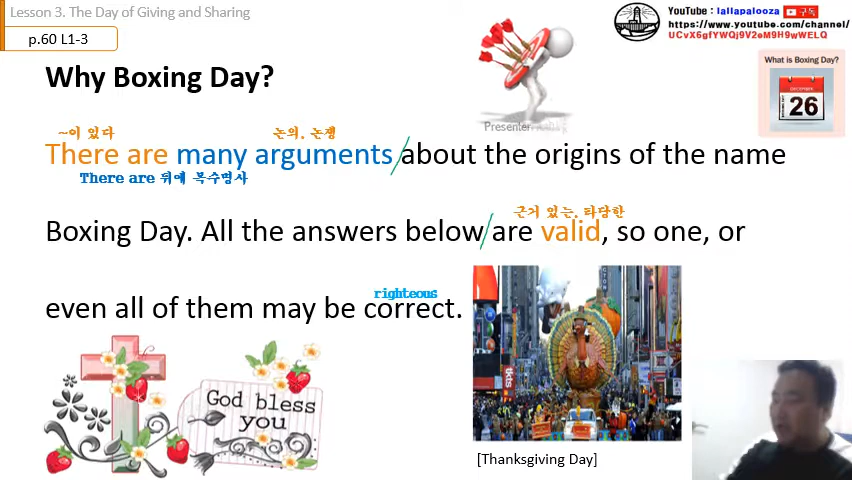 Lesson 3. The Day of Giving and Sharing
YouTube : lallapalooza 구독
https://www.youtube.com/channel/
UCvX6gfYWQj9V2eM9H9wWELQ
p.60 L1-3
Why Boxing Day?
What is Boxing Day?
DECEMBER
26
Presenter
~이 있다
논의, 논쟁
There are many arguments about the origins of the name
There are 뒤에 복수명사
근거 있는, 타당한
Boxing Day. All the answers below are valid, so one, or
righteous
even all of them may be correct.
God bless
you
tkts
[Thanksgiving Day]